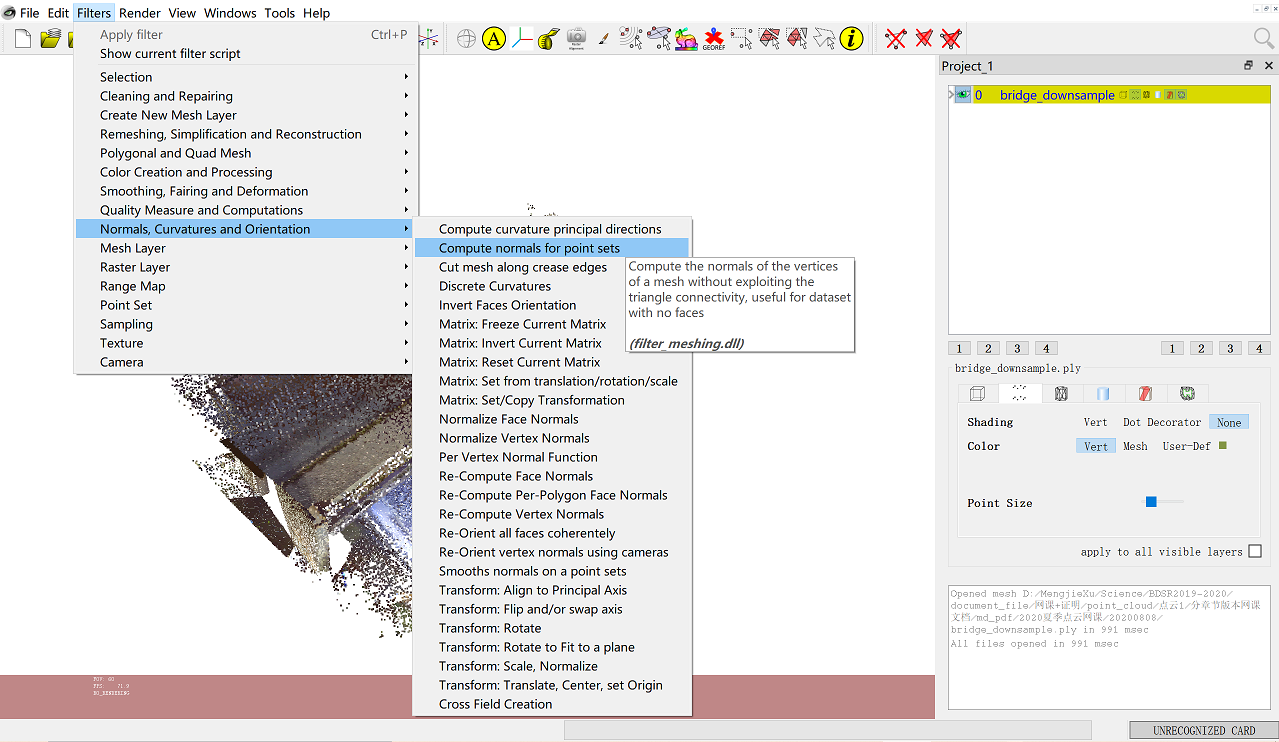 File Edit Filters Render View Windows Tools Help
Apply filter Ctrl+P
Show current filter script
Selection
Cleaning and Repairing
Create New Mesh Layer
Remeshing, Simplification and Reconstruction
Polygonal and Quad Mesh
Color Creation and Processing
Smoothing, Fairing and Deformation
Quality Measure and Computations
Normals, Curvatures and Orientation
Mesh Layer
Raster Layer
Range Map
Point Set
Sampling
Texture
Camera
Compute curvature principal directions
Compute normals for point sets
Cut mesh along crease edges
Discrete Curvatures
Invert Faces Orientation
Matrix: Freeze Current Matrix
Matrix: Invert Current Matrix
Matrix: Reset Current Matrix
Matrix: Set from translation/rotation/scale
Matrix: Set/Copy Transformation
Normalize Face Normals
Normalize Vertex Normals
Per Vertex Normal Function
Re-Compute Face Normals
Re-Compute Per-Polygon Face Normals
Re-Compute Vertex Normals
Re-Orient all faces coherentely
Re-Orient vertex normals using cameras
Smooths normals on a point sets
Transform: Align to Principal Axis
Transform: Flip and/or swap axis
Transform: Rotate
Transform: Rotate to Fit to a plane
Transform: Scale, Normalize
Transform: Translate, Center, set Origin
Cross Field Creation
Compute the normals of the vertices
of a mesh without exploiting the
triangle connectivity, useful for dataset
with no faces
(filter_meshing.dll)
A
GEOREF
i
Project_1
0 bridge_downsample
1 2 3 4 1 2 3 4
bridge_downsample.ply
Shading Vert Dot Decorator None
Color Vert Mesh User-Def
Point Size
apply to all visible layers
Opened mesh D:/MengjieXu/Science/BDSR2019-2020/
document_file/网课+证明/point_cloud/点云1/分章节版本网课
文档/md_pdf/2020夏季点云网课/20200808/
bridge_downsample.ply in 991 msec
All files opened in 991 msec
FOV: 60
FPS: 71.9
BO_RENDERING
UNRECOGNIZED CARD